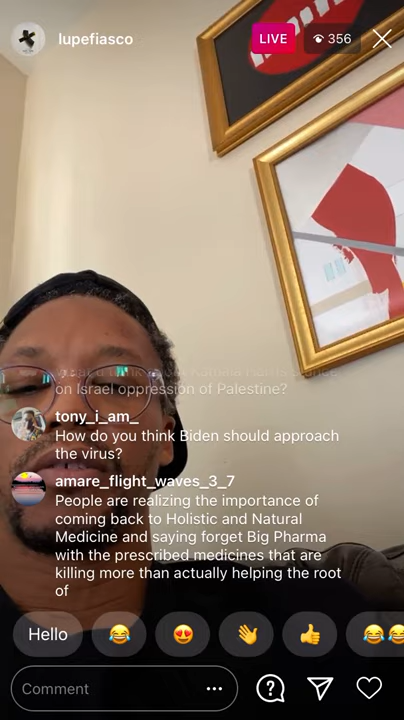 lupefiasco
LIVE
356
on Israel oppression of Palestine?
tony_i_am_
How do you think Biden should approach
the virus?
amare_flight_waves_3_7
People are realizing the importance of
coming back to Holistic and Natural
Medicine and saying forget Big Pharma
with the prescribed medicines that are
killing more than actually helping the root
of
Hello
Comment